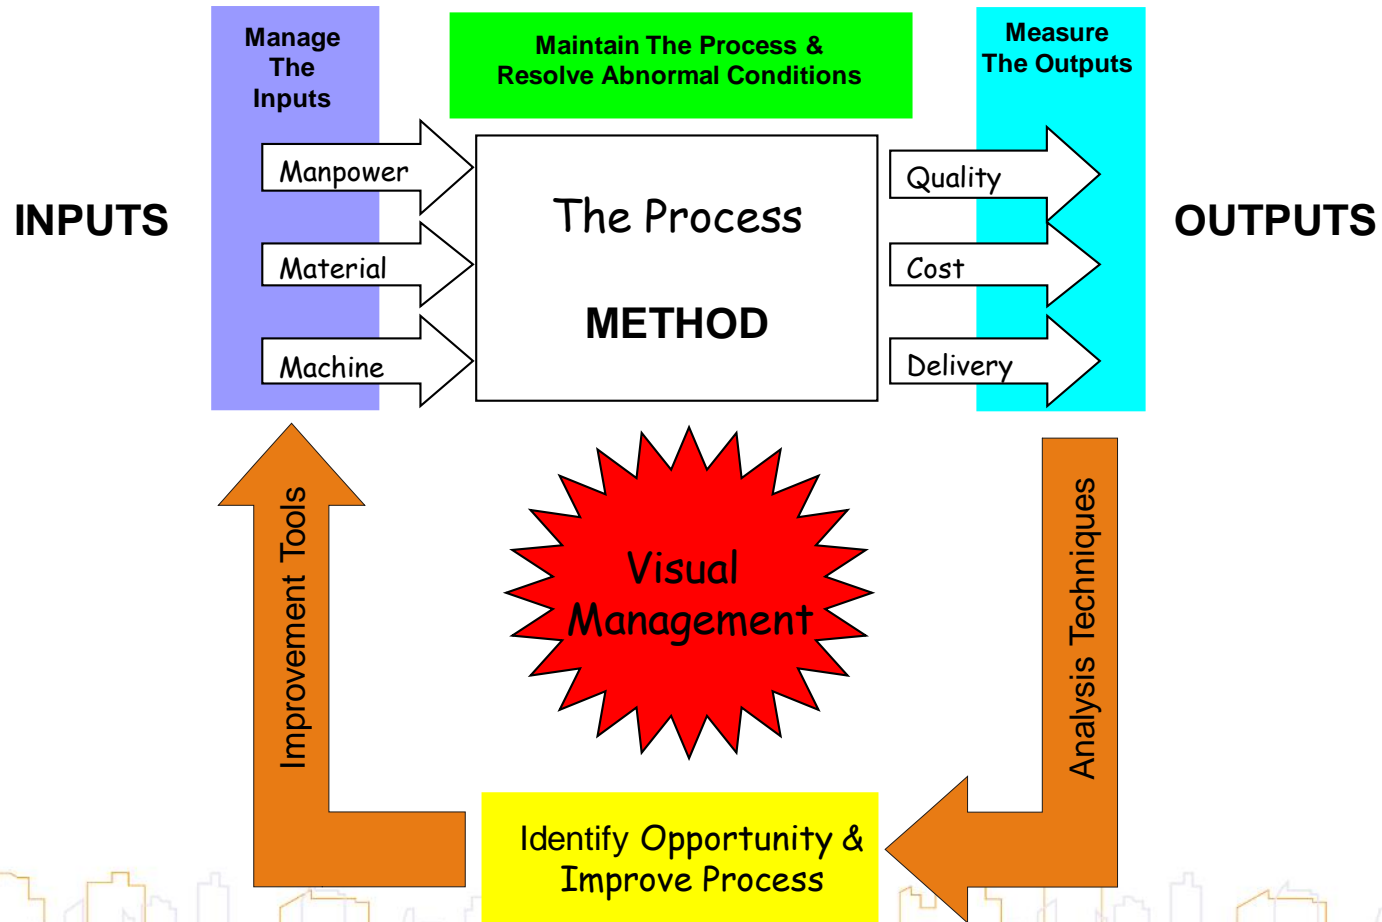 Manage
The
Inputs
Maintain The Process &
Resolve Abnormal Conditions
Measure
The Outputs
INPUTS
Manpower
Material
Machine
The Process
METHOD
Quality
Cost
Delivery
OUTPUTS
Improvement Tools
Visual
Management
Analysis Techniques
Identify Opportunity &
Improve Process